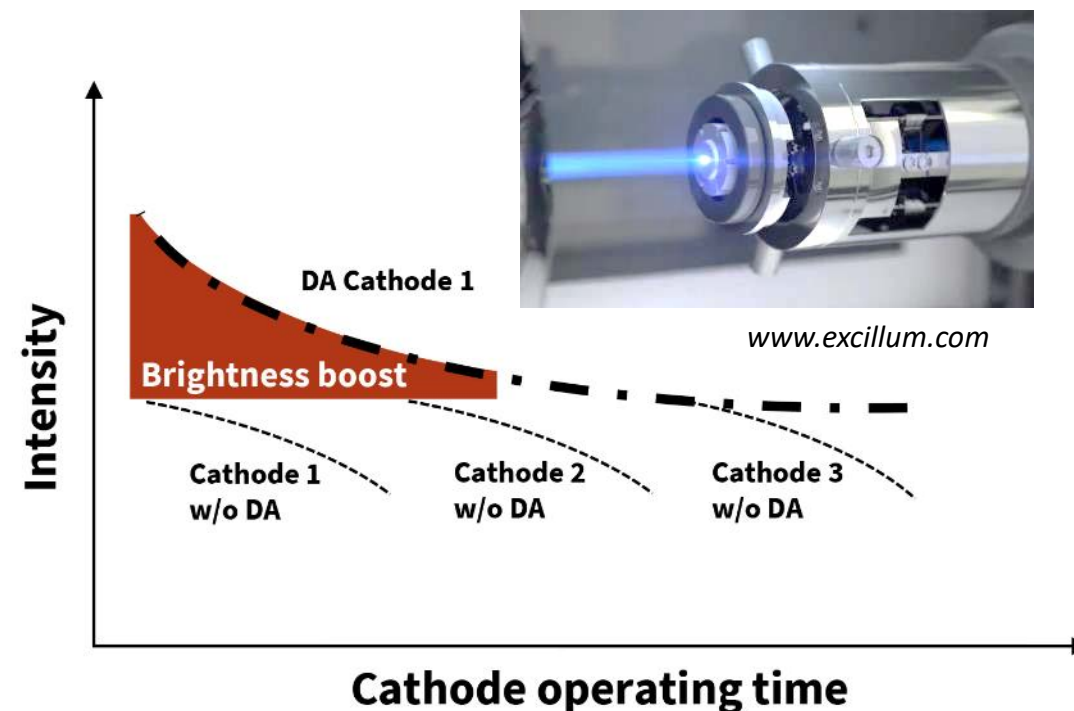 www.excillum.com
DA Cathode 1
Brightness boost
Cathode 1
w/o DA
Cathode 2
w/o DA
Cathode 3
w/o DA
Intensity
Cathode operating time